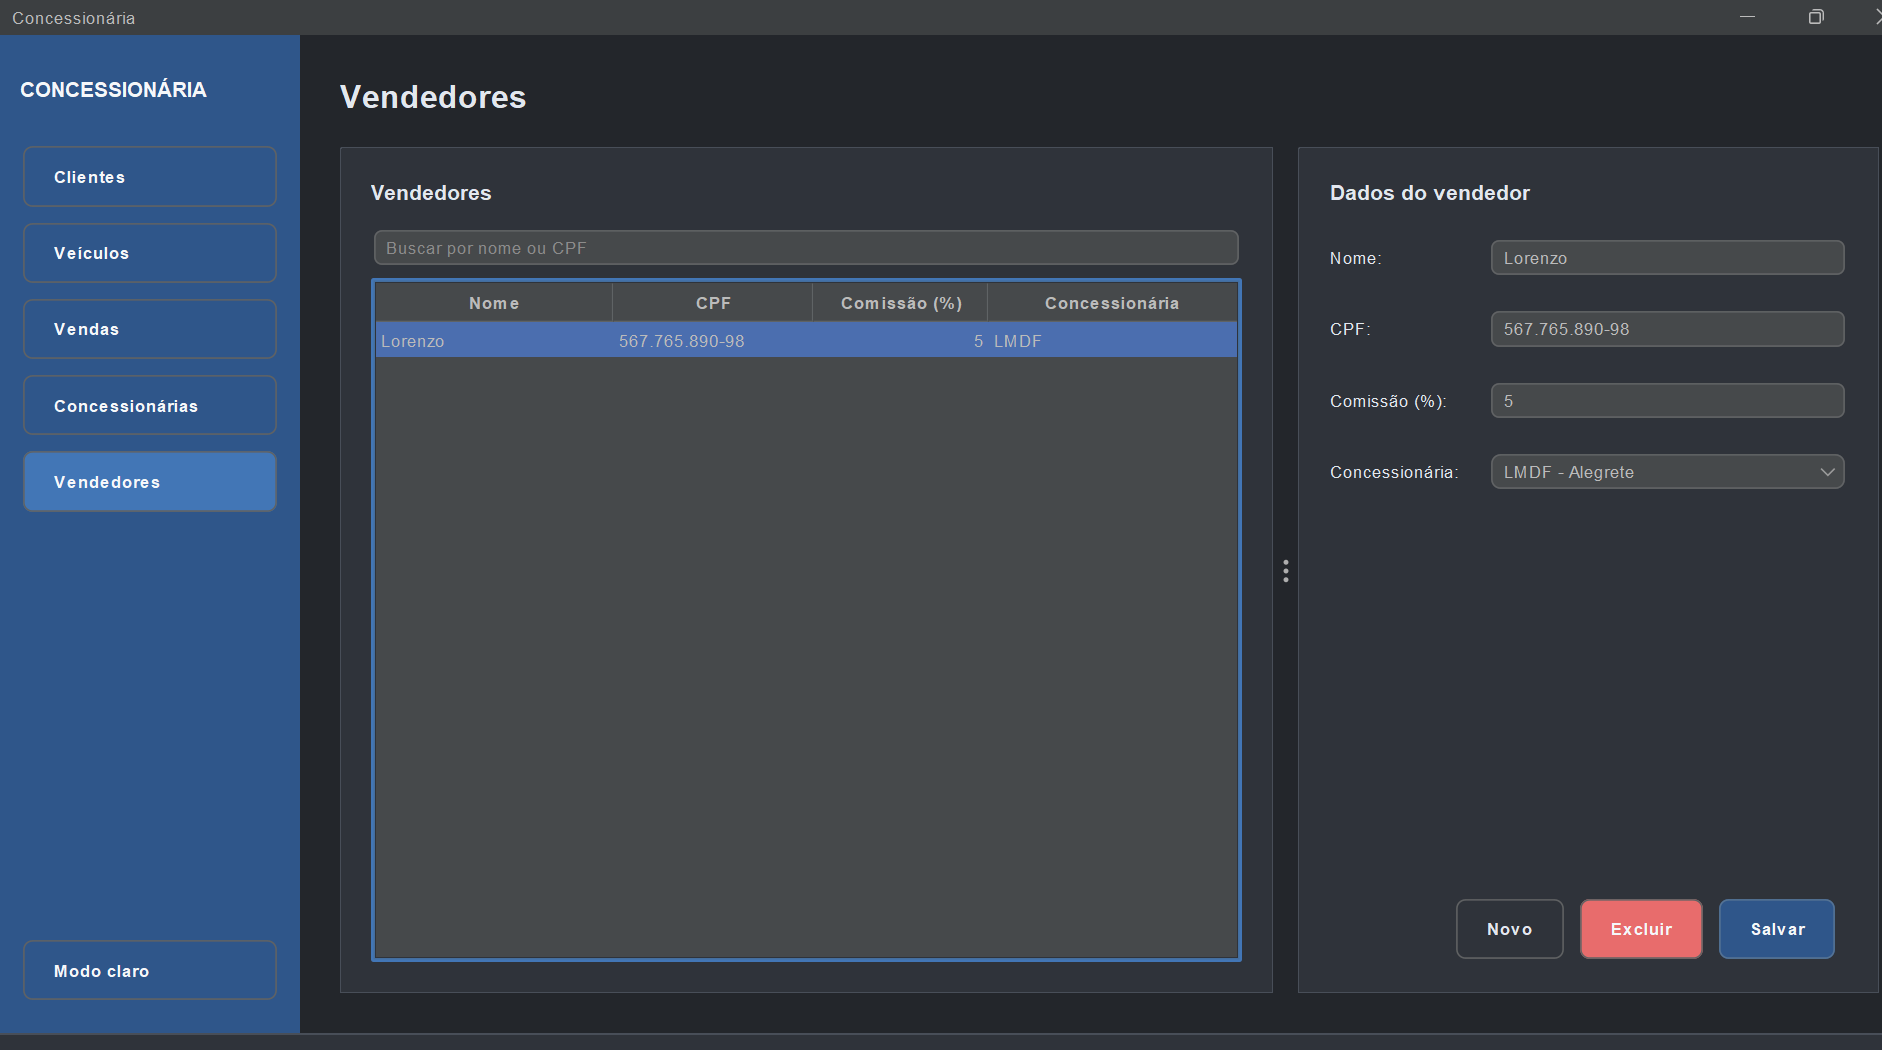 Concessionária
CONCESSIONÁRIA
Clientes
Veículos
Vendas
Concessionárias
Vendedores
Modo claro
Vendedores
Vendedores
Buscar por nome ou CPF
Nome CPF Comissão (%) Concessionária
Lorenzo 567.765.890-98 5 LMDF
Dados do vendedor
Nome: Lorenzo
CPF: 567.765.890-98
Comissão (%): 5
Concessionária: LMDF - Alegrete
Novo Excluir Salvar